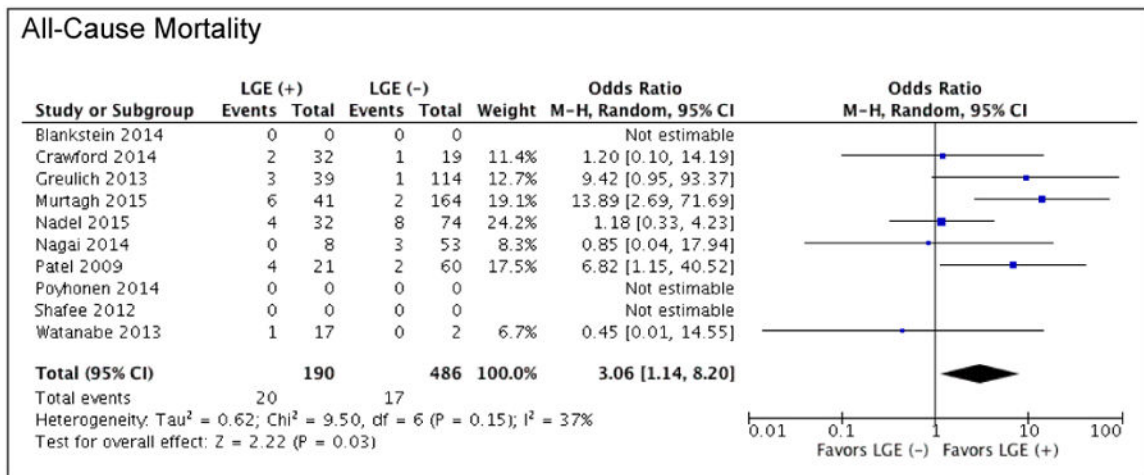 All-Cause Mortality
LGE (+) LGE (-) Odds Ratio Odds Ratio
Study or Subgroup Events Total Events Total Weight M-H, Random, 95% CI M-H, Random, 95% CI
Blankstein 2014 0 0 0 0 Not estimable
Crawford 2014 2 32 1 19 11.4% 1.20 [0.10, 14.19]
Greulich 2013 3 39 1 114 12.7% 9.42 [0.95, 93.37]
Murtagh 2015 6 41 2 164 19.1% 13.89 [2.69, 71.69]
Nadel 2015 4 32 8 74 24.2% 1.18 [0.33, 4.23]
Nagai 2014 0 8 3 53 8.3% 0.85 [0.04, 17.94]
Patel 2009 4 21 2 60 17.5% 6.82 [1.15, 40.52]
Poyhonen 2014 0 0 0 0 Not estimable
Shafee 2012 0 0 0 0 Not estimable
Watanabe 2013 1 17 0 2 6.7% 0.45 [0.01, 14.55]
Total (95% CI) 190 486 100.0% 3.06 [1.14, 8.20]
Total events 20 17
Heterogeneity: Tau² = 0.62; Chi² = 9.50, df = 6 (P = 0.15); I² = 37%
Test for overall effect: Z = 2.22 (P = 0.03)
0.01 0.1 1 10 100
Favors LGE (-) Favors LGE (+)